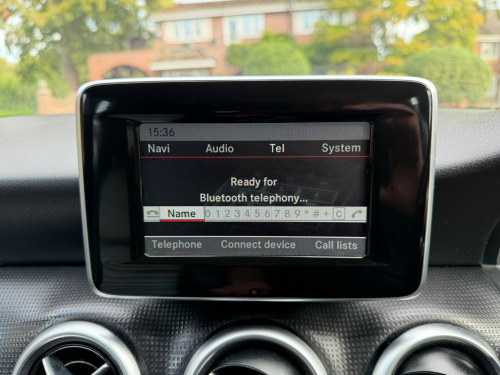 15:36
Navi Audio Tel System
Ready for
Bluetooth telephony...
Name 0 1 2 3 4 5 6 7 8 9 * # + C
Telephone Connect device Call lists